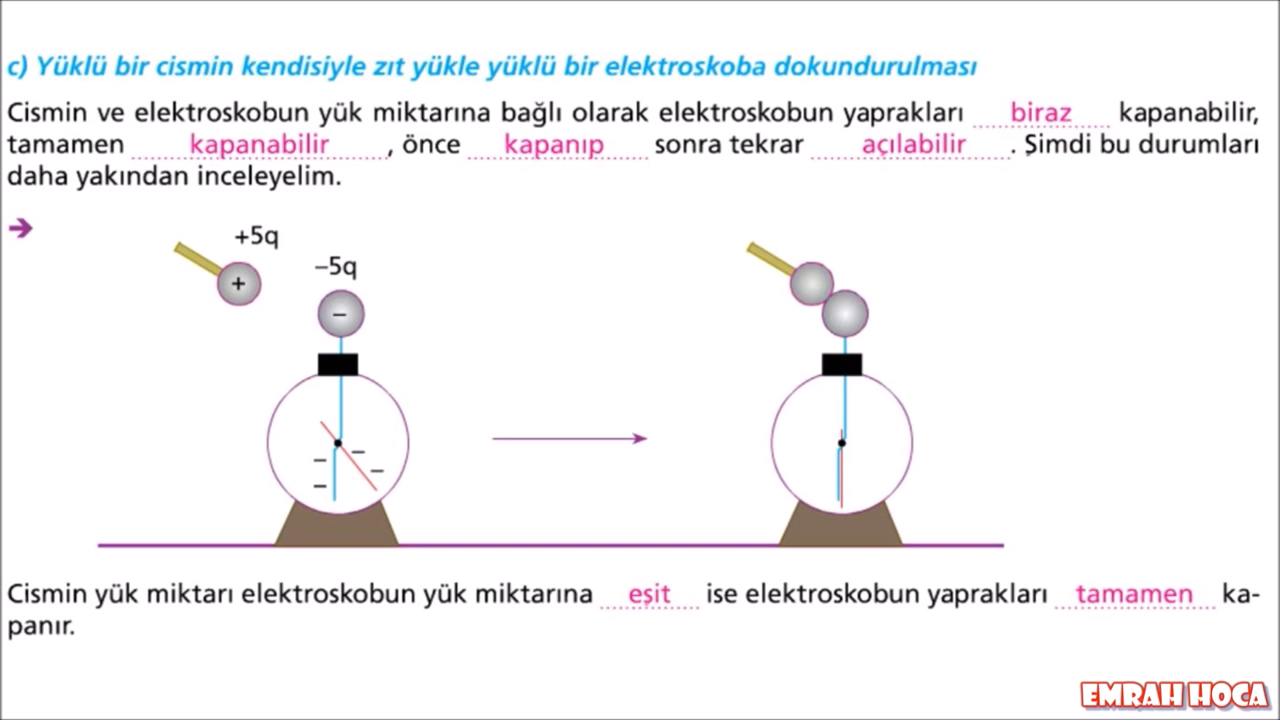 c) Yüklü bir cismin kendisiyle zıt yükle yüklü bir elektroskoba dokundurulması
Cismin ve elektroskobun yük miktarına bağlı olarak elektroskobun yaprakları biraz kapanabilir,
tamamen kapanabilir, önce kapanıp sonra tekrar açılabilir. Şimdi bu durumları
daha yakından inceleyelim.
➔
+5q
–5q
+
–
– –
– –
Cismin yük miktarı elektroskobun yük miktarına eşit ise elektroskobun yaprakları tamamen ka-
panır.
EMRAH HOCA